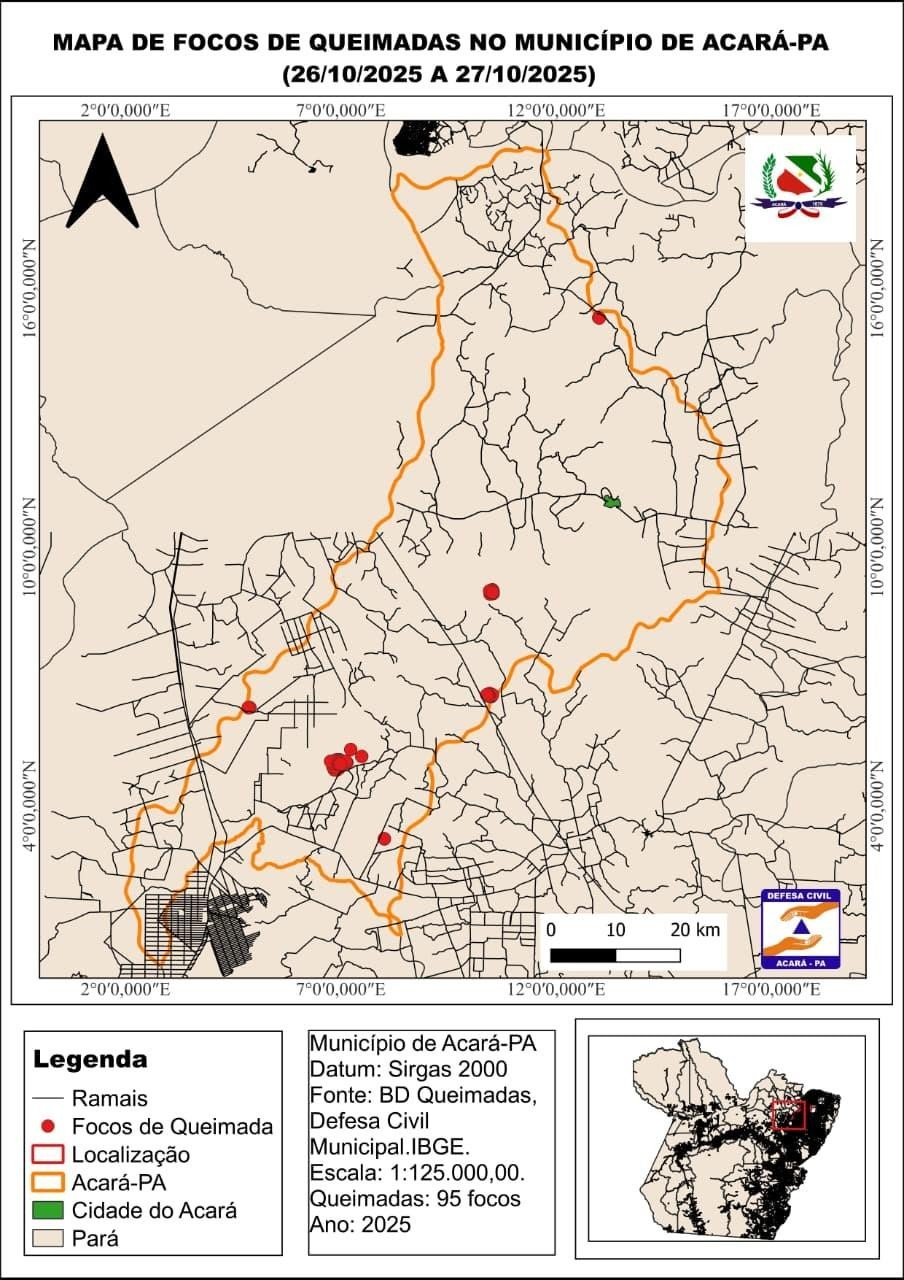 MAPA DE FOCOS DE QUEIMADAS NO MUNICÍPIO DE ACARÁ-PA
(26/10/2025 A 27/10/2025)
2°0'0,000"E 7°0'0,000"E 12°0'0,000"E 17°0'0,000"E
ACARÁ
16°0'0,000"N 16°0'0,000"N
10°0'0,000"N 10°0'0,000"N
4°0'0,000"N 4°0'0,000"N
DEFESA CIVIL
ACARÁ - PA
0 10 20 km
2°0'0,000"E 7°0'0,000"E 12°0'0,000"E 17°0'0,000"E
Legenda
Ramais
Focos de Queimada
Localização
Acará-PA
Cidade do Acará
Pará
Município de Acará-PA
Datum: Sirgas 2000
Fonte: BD Queimadas,
Defesa Civil
Municipal.IBGE.
Escala: 1:125.000,00.
Queimadas: 95 focos
Ano: 2025